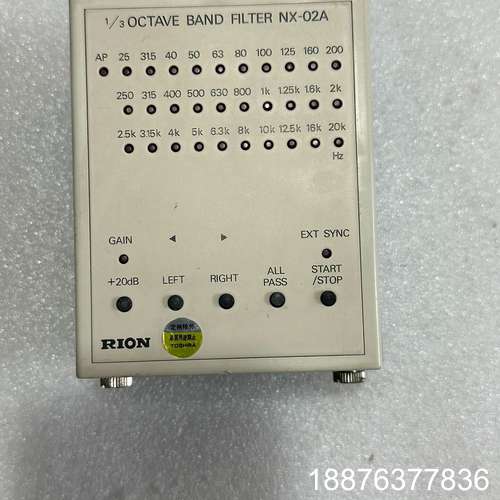 1/3 OCTAVE BAND FILTER NX-02A
AP 25 31.5 40 50 63 80 100 125 160 200
250 315 400 500 630 800 1k 1.25k 1.6k 2k
2.5k 3.15k 4k 5k 6.3k 8k 10k 12.5k 16k 20k
Hz
GAIN ◄ ► EXT SYNC
+20dB LEFT RIGHT ALL PASS START /STOP
RION
TOSHIBA
18876377836